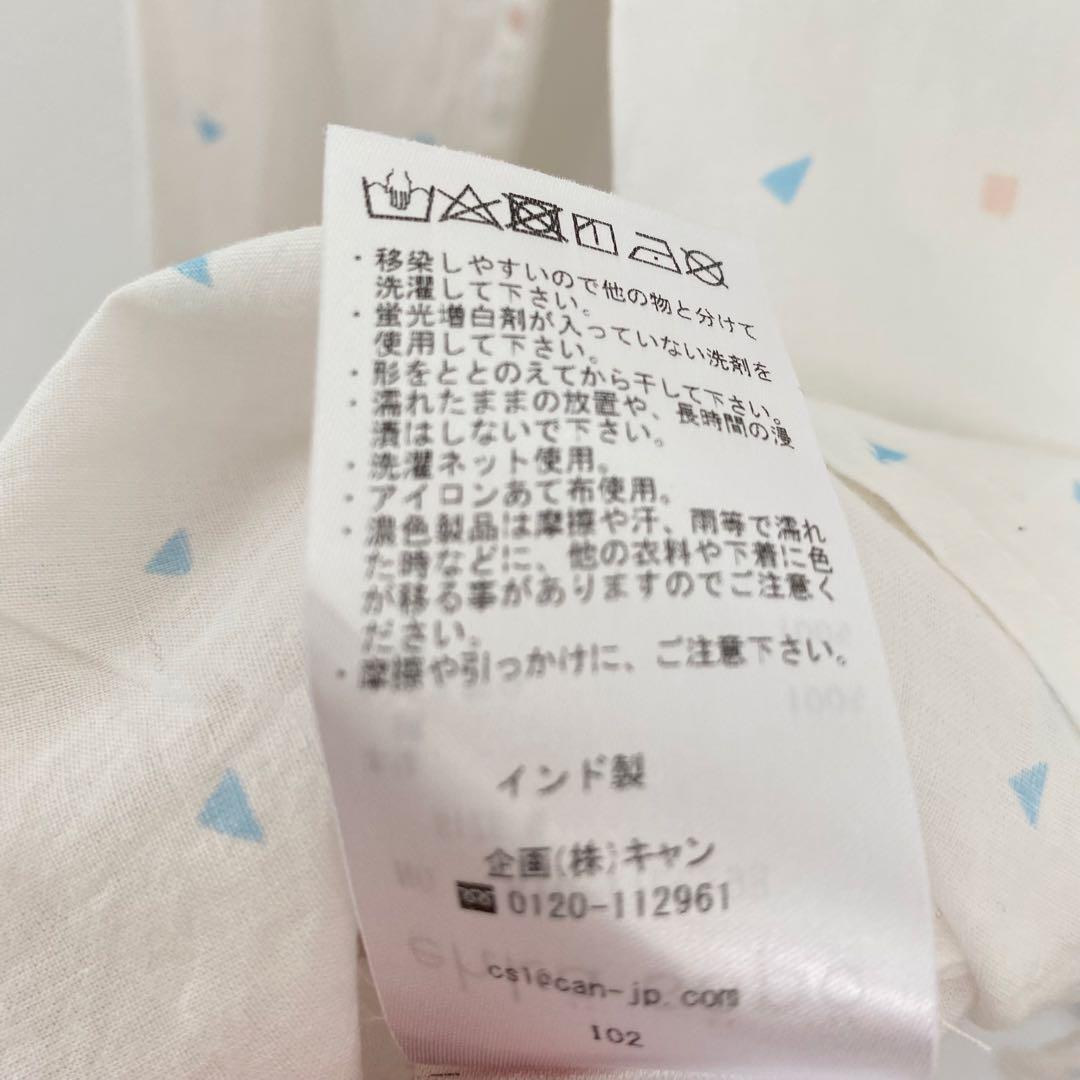 ・移染しやすいので他の物と分けて
洗濯して下さい。
・蛍光増白剤が入っていない洗剤を
使用して下さい。
・形をととのえてから干して下さい。
・濡れたままの放置や、長時間の漫
漬はしないで下さい。
・洗濯ネット使用。
・アイロンあて布使用。
・濃色製品は摩擦や汗、雨等で濡れ
た時などに、他の衣料や下着に色
が移る事がありますのでご注意く
ださい。
・摩擦や引っかけに、ご注意下さい。
インド製
企画(株)キャン
0120-112961
cs1@can-jp.com
102